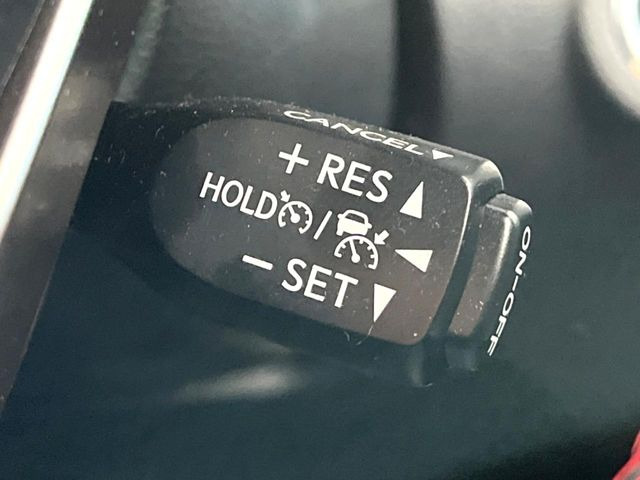 CANCEL
+ RES
HOLD /
- SET
ON-OFF